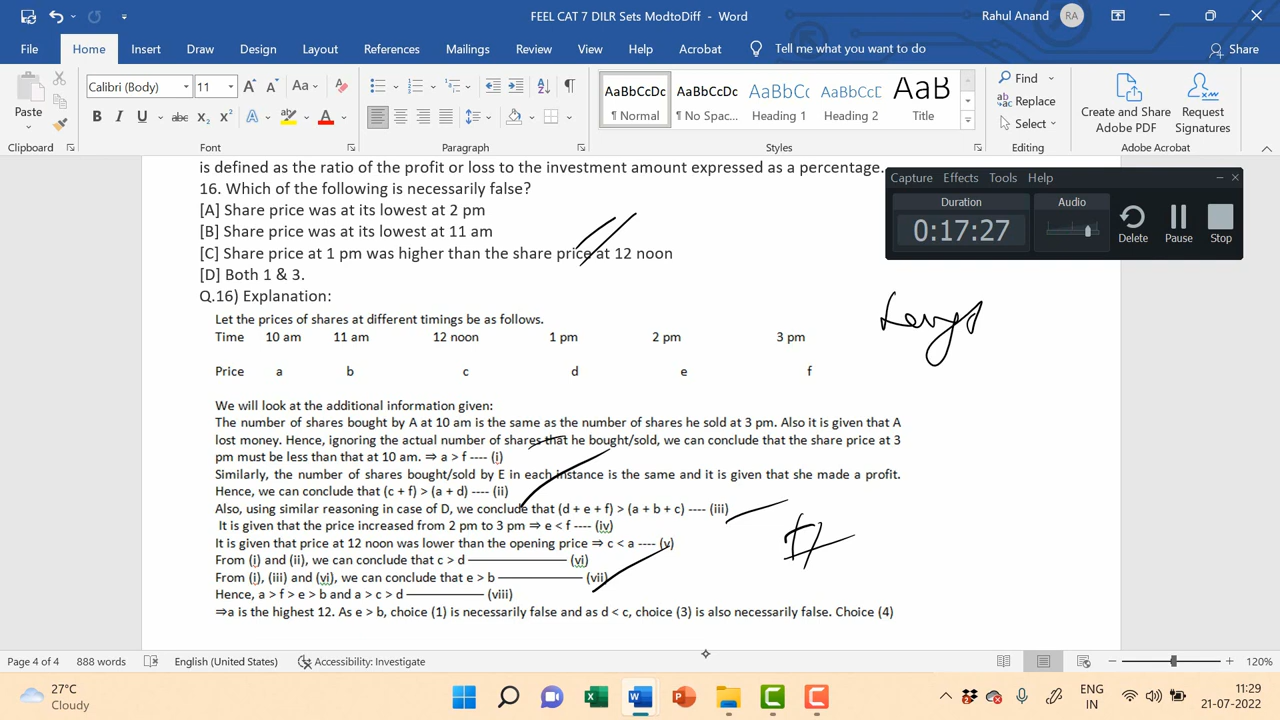 FEEL CAT 7 DILR Sets ModtoDiff - Word
Rahul Anand RA
File Home Insert Draw Design Layout References Mailings Review View Help Acrobat Tell me what you want to do Share
Paste
Calibri (Body) 11 A A Aa
B I U abc x₂ x² A A
AaBbCcDc AaBbCcDc AaBbCc AaBbCcD AaB
¶ Normal ¶ No Spac... Heading Heading 2 Title
Find
Replace
Select
Create and Share
Adobe PDF
Request
Signatures
Clipboard Font Paragraph Styles Editing Adobe Acrobat
Capture Effects Tools Help
Duration Audio
0:17:27
Delete Pause Stop
is defined as the ratio of the profit or loss to the investment amount expressed as a percentage.
16. Which of the following is necessarily false?
[A] Share price was at its lowest at 2 pm
[B] Share price was at its lowest at 11 am
[C] Share price at 1 pm was higher than the share price at 12 noon
[D] Both 1 & 3.
Q.16) Explanation:
Let the prices of shares at different timings be as follows.
Time 10 am 11 am 12 noon 1 pm 2 pm 3 pm
Price a b c d e f
We will look at the additional information given:
The number of shares bought by A at 10 am is the same as the number of shares he sold at 3 pm. Also it is given that A
lost money. Hence, ignoring the actual number of shares that he bought/sold, we can conclude that the share price at 3
pm must be less than that at 10 am. ⇒ a > f ---- (i)
Similarly, the number of shares bought/sold by E in each instance is the same and it is given that she made a profit.
Hence, we can conclude that (c + f) > (a + d) ---- (ii)
Also, using similar reasoning in case of D, we conclude that (d + e + f) > (a + b + c) ---- (iii)
It is given that the price increased from 2 pm to 3 pm ⇒ e < f ---- (iv)
It is given that price at 12 noon was lower than the opening price ⇒ c < a ---- (v)
From (i) and (ii), we can conclude that c > d ———————— (vi)
From (i), (iii) and (vi), we can conclude that e > b ——————— (vii)
Hence, a > f > e > b and a > c > d ——————— (viii)
⇒a is the highest 12. As e > b, choice (1) is necessarily false and as d < c, choice (3) is also necessarily false. Choice (4)
Page 4 of 4 888 words English (United States) Accessibility: Investigate 120%
27°C
Cloudy
ENG
IN
11:29
21-07-2022